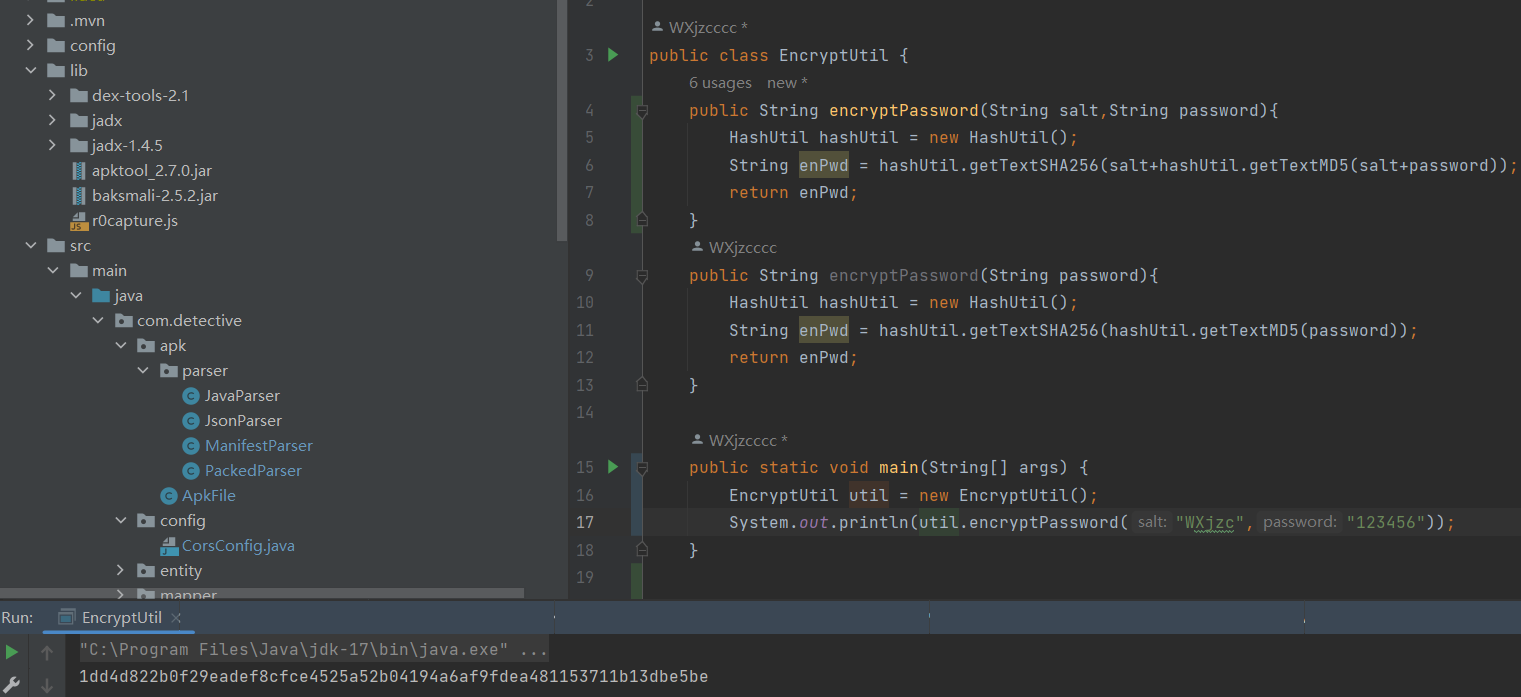 .mvn
config
lib
dex-tools-2.1
jadx
jadx-1.4.5
apktool_2.7.0.jar
baksmali-2.5.2.jar
r0capture.js
src
main
java
com.detective
apk
parser
JavaParser
JsonParser
ManifestParser
PackedParser
ApkFile
config
CorsConfig.java
entity
mapper
2
WXjzcccc *
3 public class EncryptUtil {
6 usages new *
4 public String encryptPassword(String salt,String password){
5 HashUtil hashUtil = new HashUtil();
6 String enPwd = hashUtil.getTextSHA256(salt+hashUtil.getTextMD5(salt+password));
7 return enPwd;
8 }
WXjzcccc
9 public String encryptPassword(String password){
10 HashUtil hashUtil = new HashUtil();
11 String enPwd = hashUtil.getTextSHA256(hashUtil.getTextMD5(password));
12 return enPwd;
13 }
14
WXjzcccc *
15 public static void main(String[] args) {
16 EncryptUtil util = new EncryptUtil();
17 System.out.println(util.encryptPassword( salt: "WXjzc", password: "123456"));
18 }
19
Run: EncryptUtil ×
"C:\Program Files\Java\jdk-17\bin\java.exe" ...
1dd4d822b0f29eadef8cfce4525a52b04194a6af9fdea481153711b13dbe5be